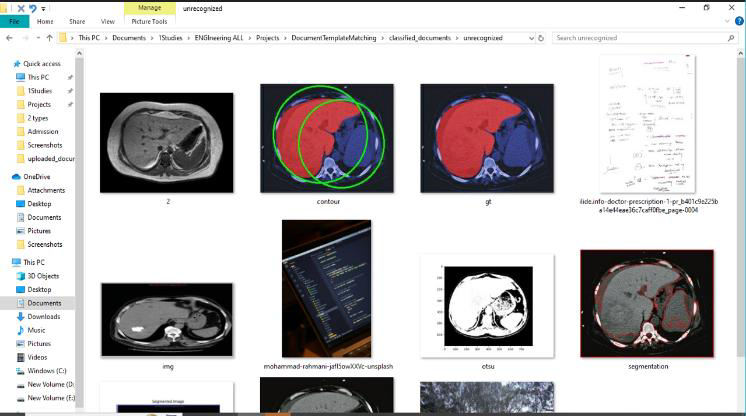 Manage
unrecognized
File
Home
Share
View
Picture Tools
This PC
Documents
1Studies
ENGIneering ALL
Projects
DocumentTemplateMatching
classified_documents
unrecognized
Search unrecognized
Quick access
This PC
1Studies
Projects
2 types
Admission
Screenshots
uploaded_docur
OneDrive
Attachments
Desktop
Documents
Pictures
Screenshots
This PC
3D Objects
Desktop
Documents
Downloads
Music
Pictures
Videos
Windows (C:)
New Volume (D:
New Volume (E:)
2
contour
gt
ilide.info-doctor-prescription-1-pr_b401c9e225b
a14e44eae36c7caff0fbe_page-0004
img
mohammad-rahmani-
-unsplash
otsu
segmentation
Segmented Image